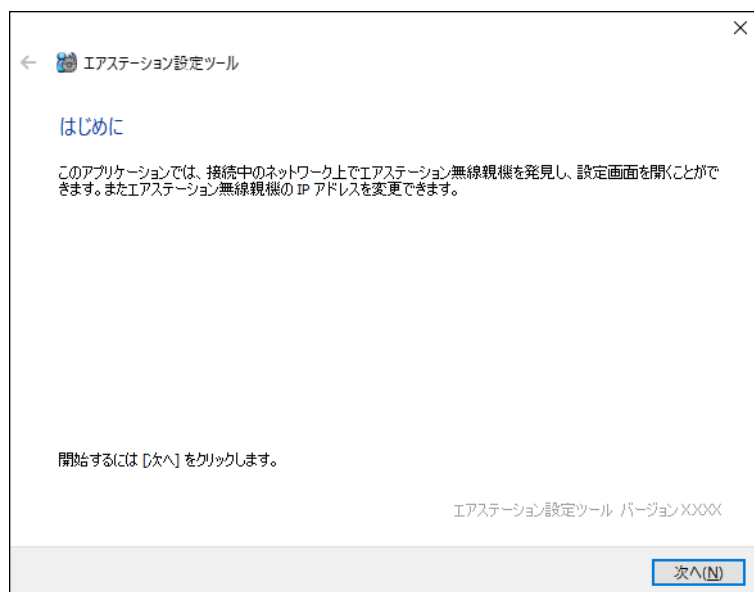 エアステーション設定ツール
はじめに
このアプリケーションでは、接続中のネットワーク上でエアステーション無線親機を発見し、設定画面を開くことがで
きます。またエアステーション無線親機の IP アドレスを変更できます。
開始するには [次へ] をクリックします。
エアステーション設定ツール バージョンXXXX
次へ(N)